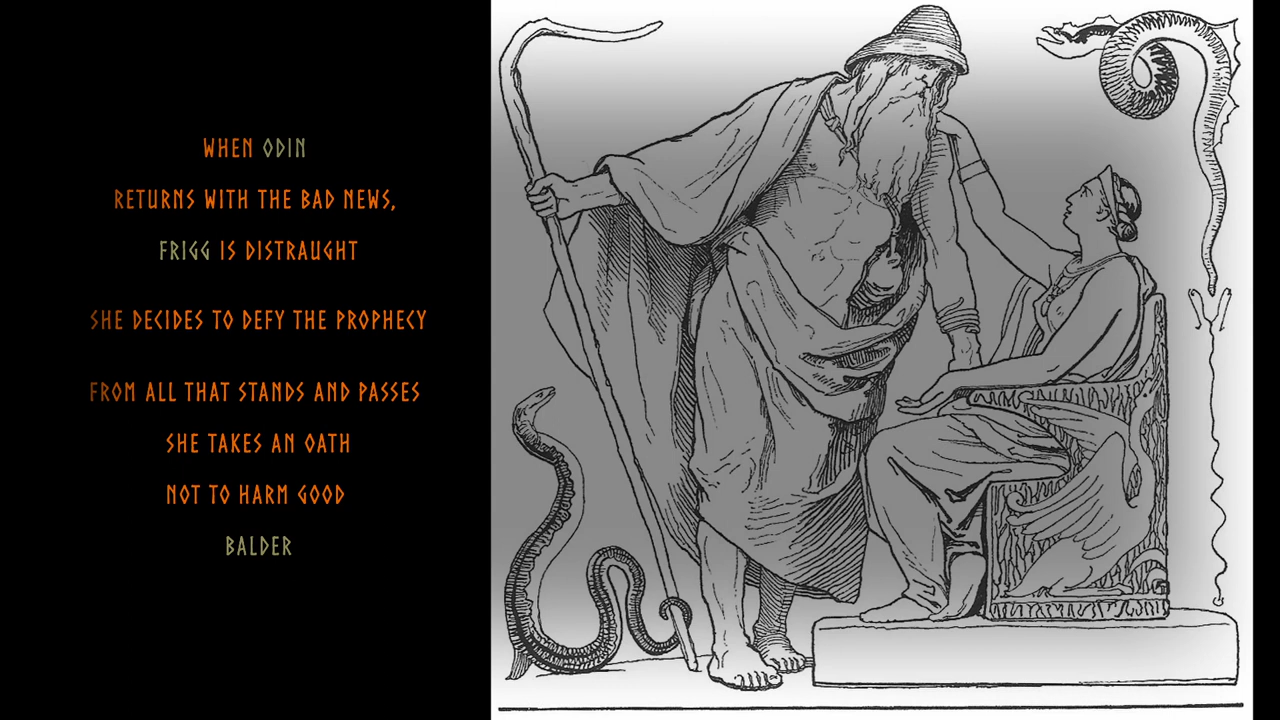 WHEN ODIN
RETURNS WITH THE BAD NEWS,
FRIGG IS DISTRAUGHT
SHE DECIDES TO DEFY THE PROPHECY
FROM ALL THAT STANDS AND PASSES
SHE TAKES AN OATH
NOT TO HARM GOOD
BALDER